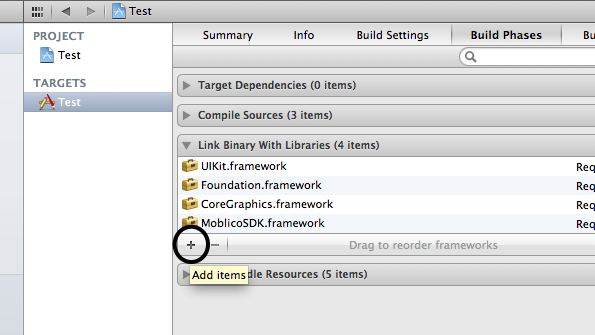 Test
PROJECT
Test
TARGETS
Test
Summary Info Build Settings Build Phases Bu
Target Dependencies (0 items)
Compile Sources (3 items)
Link Binary With Libraries (4 items)
UIKit.framework Req
Foundation.framework Req
CoreGraphics.framework Req
MoblicoSDK.framework Req
+ − Drag to reorder frameworks
dle Resources (5 items)
Add items